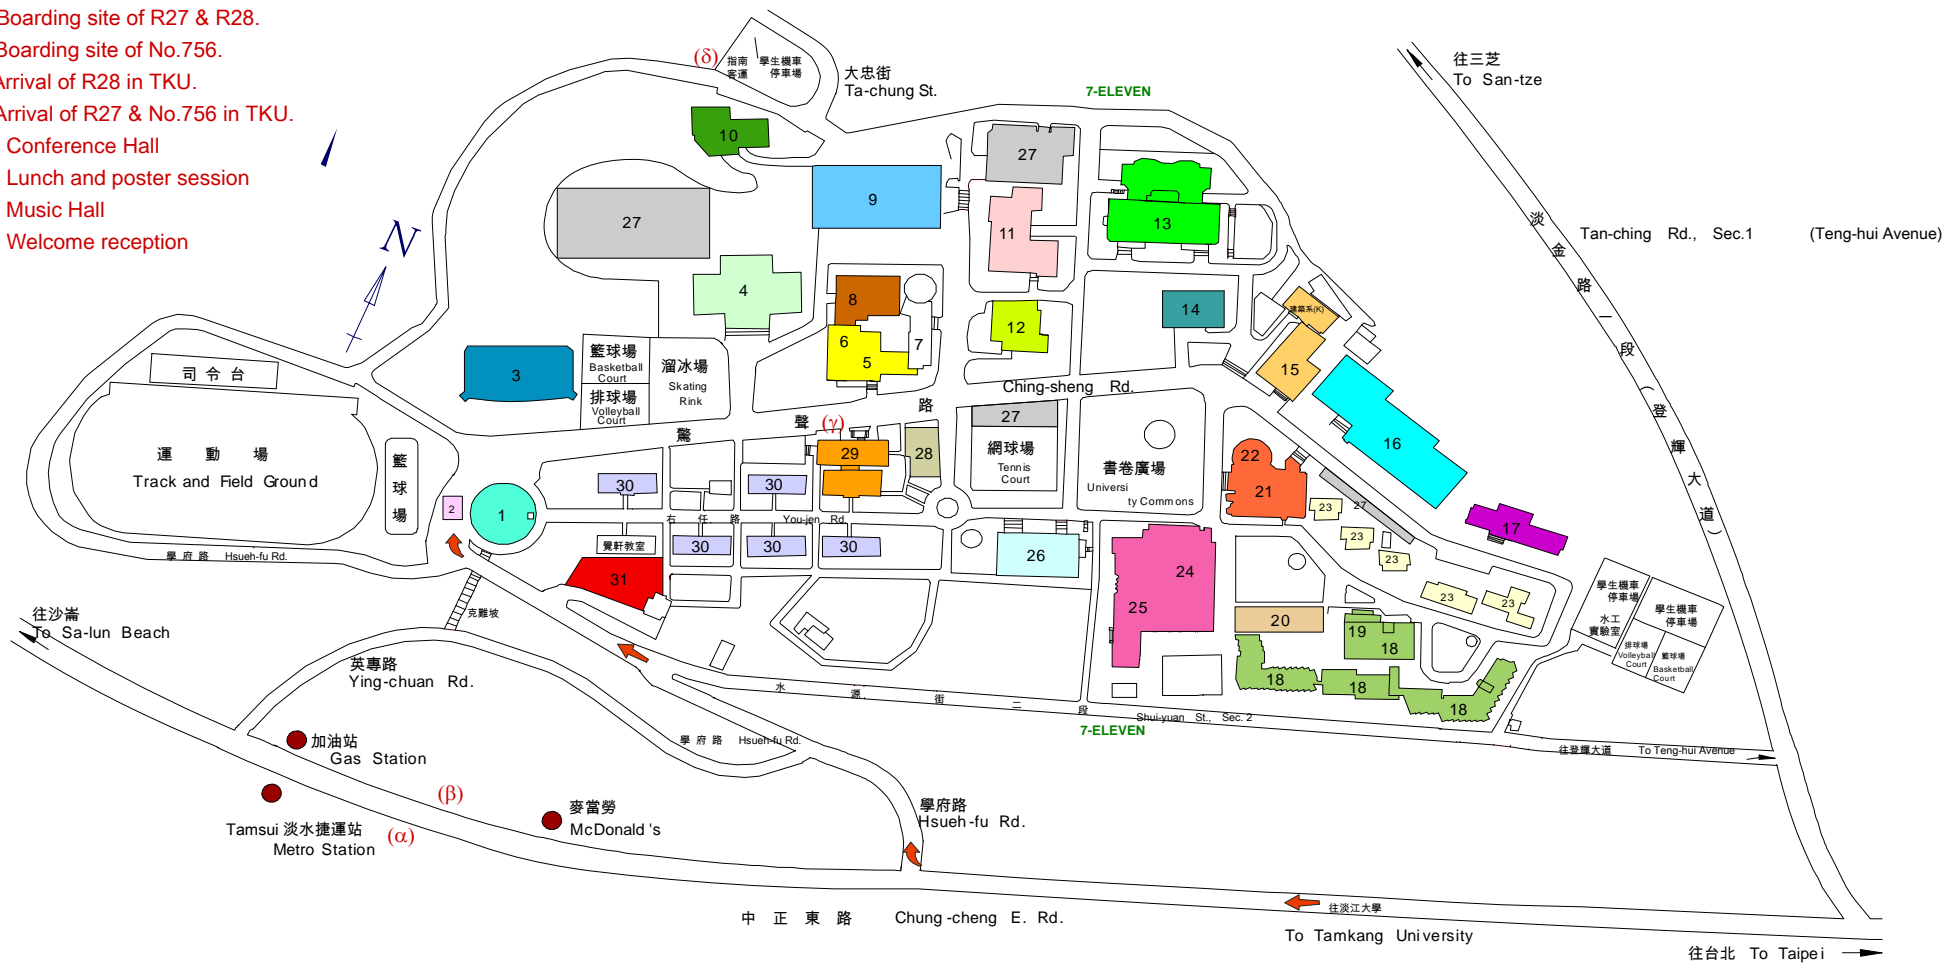 Boarding site of R27 & R28.
Boarding site of No.756.
Arrival of R28 in TKU.
Arrival of R27 & No.756 in TKU.
Conference Hall
Lunch and poster session
Music Hall
Welcome reception
N
(δ)
指南
客運
學生機車
停車場
大忠街
Ta-chung St.
7-ELEVEN
往三芝
To San-tze
淡金路一段(登輝大道)
Tan-ching Rd., Sec.1 (Teng-hui Avenue)
10
27
9
27
11
13
4
8
6
5
7
12
14
建築系(K)
15
16
17
3
籃球場
Basketball
Court
排球場
Volleyball
Court
溜冰場
Skating
Rink
司令台
運動場
Track and Field Ground
籃球場
驚聲路
Ching-sheng Rd.
(γ)
27
網球場
Tennis
Court
書卷廣場
Universi
ty Commons
22
21
23
27
23
23
23
23
29
28
30
30
2
1
右任路 You-jen Rd.
覺軒教室
30
30
30
31
26
24
25
20
19
18
18
18
18
學生機車
停車場
水工
實驗室
學生機車
停車場
排球場
Volleyball
Court
籃球場
Basketball
Court
學府路 Hsueh-fu Rd.
克難坡
往沙崙
To Sa-lun Beach
英專路
Ying-chuan Rd.
水源街二段
Shui-yuan St., Sec. 2
7-ELEVEN
學府路 Hsueh-fu Rd.
往登輝大道 To Teng-hui Avenue
加油站
Gas Station
(β)
麥當勞
McDonald's
學府路
Hsueh-fu Rd.
Tamsui 淡水捷運站
Metro Station
(α)
中正東路 Chung-cheng E. Rd.
往淡江大學
To Tamkang University
往台北 To Taipei